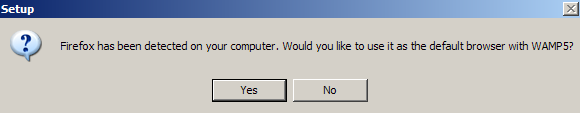 Setup
Firefox has been detected on your computer. Would you like to use it as the default browser with WAMP5?
Yes No